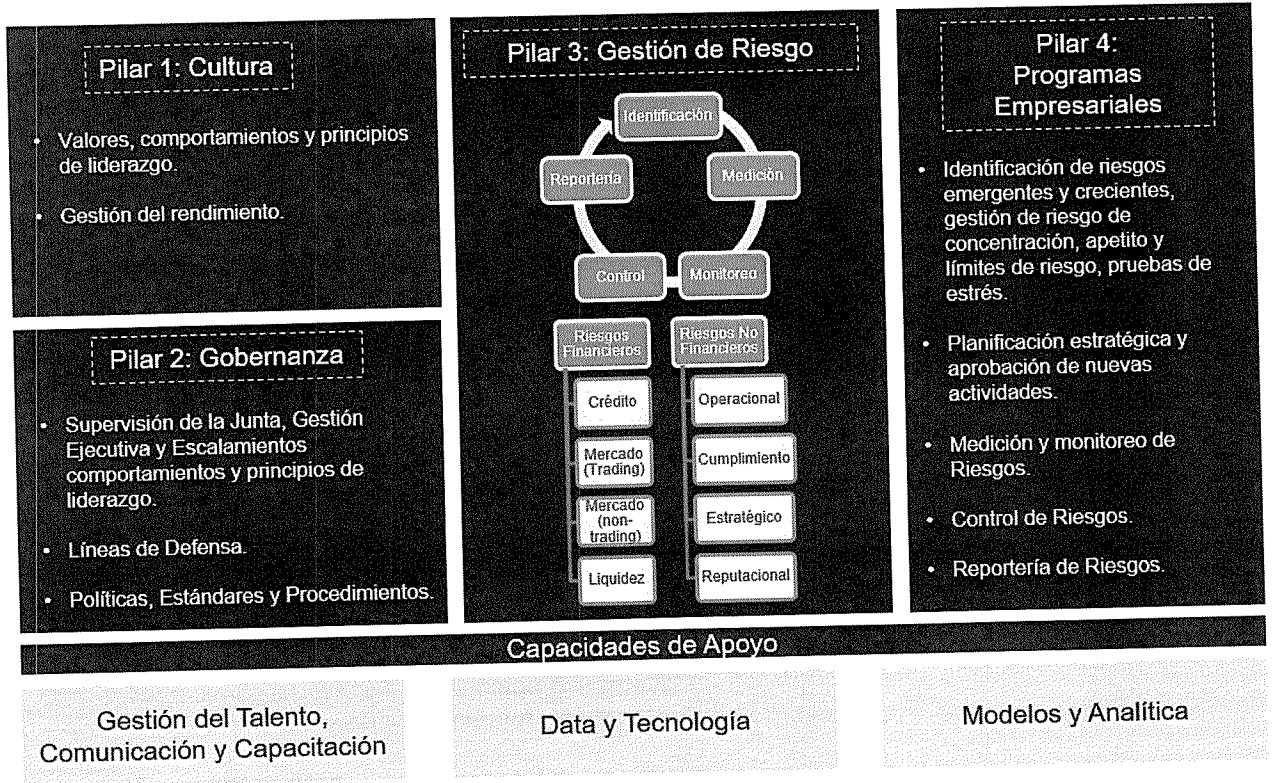 Pilar 1: Cultura
• Valores, comportamientos y principios
de liderazgo.
• Gestión del rendimiento.
Pilar 2: Gobernanza
• Supervisión de la Junta, Gestión
Ejecutiva y Escalamientos
comportamientos y principios de
liderazgo.
• Líneas de Defensa.
• Políticas, Estándares y Procedimientos.
Pilar 3: Gestión de Riesgo
Identificación
Medición
Monitoreo
Control
Reportería
Riesgos
Financieros
Crédito
Mercado
(Trading)
Mercado
(non-
trading)
Liquidez
Riesgos No
Financieros
Operacional
Cumplimiento
Estratégico
Reputacional
Pilar 4:
Programas
Empresariales
• Identificación de riesgos
emergentes y crecientes,
gestión de riesgo de
concentración, apetito y
límites de riesgo, pruebas de
estrés.
• Planificación estratégica y
aprobación de nuevas
actividades.
• Medición y monitoreo de
Riesgos.
• Control de Riesgos.
• Reportería de Riesgos.
Capacidades de Apoyo
Gestión del Talento,
Comunicación y Capacitación
Data y Tecnología
Modelos y Analítica